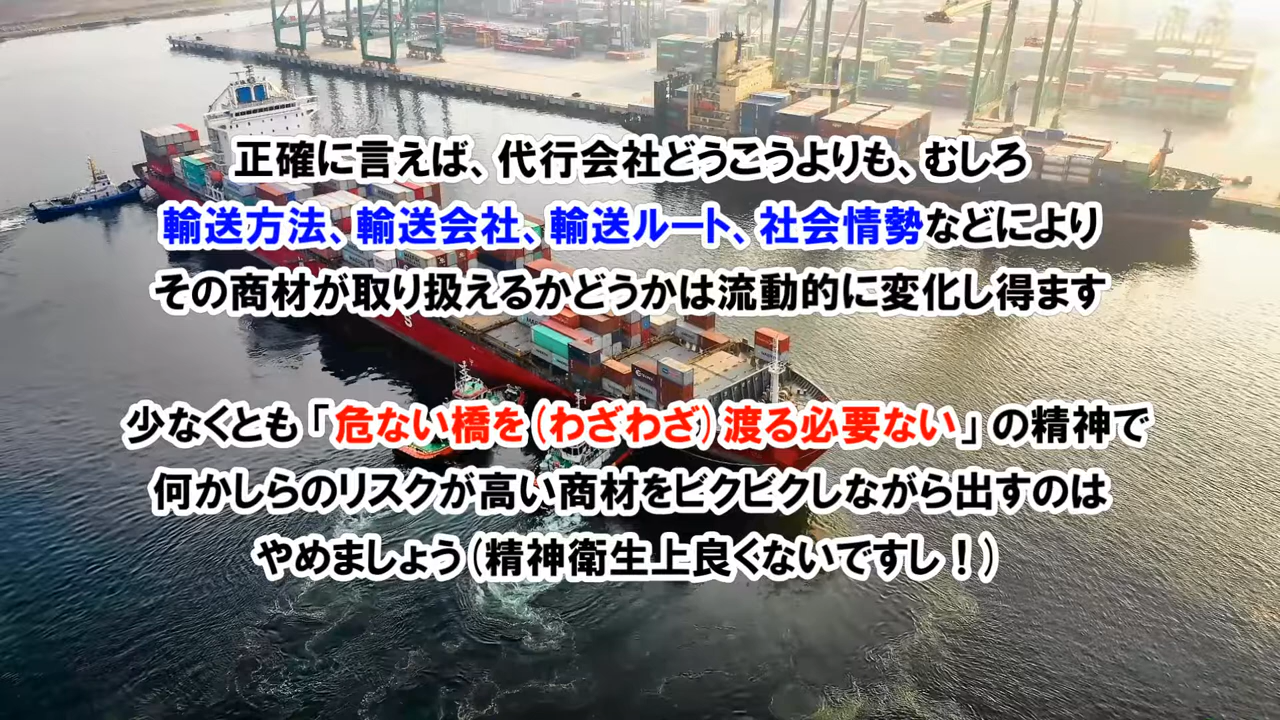 正確に言えば、代行会社どうこうよりも、むしろ
輸送方法、輸送会社、輸送ルート、社会情勢などにより
その商材が取り扱えるかどうかは流動的に変化し得ます
少なくとも「危ない橋を(わざわざ)渡る必要ない」の精神で
何かしらのリスクが高い商材をビクビクしながら出すのは
やめましょう(精神衛生上良くないですし！)